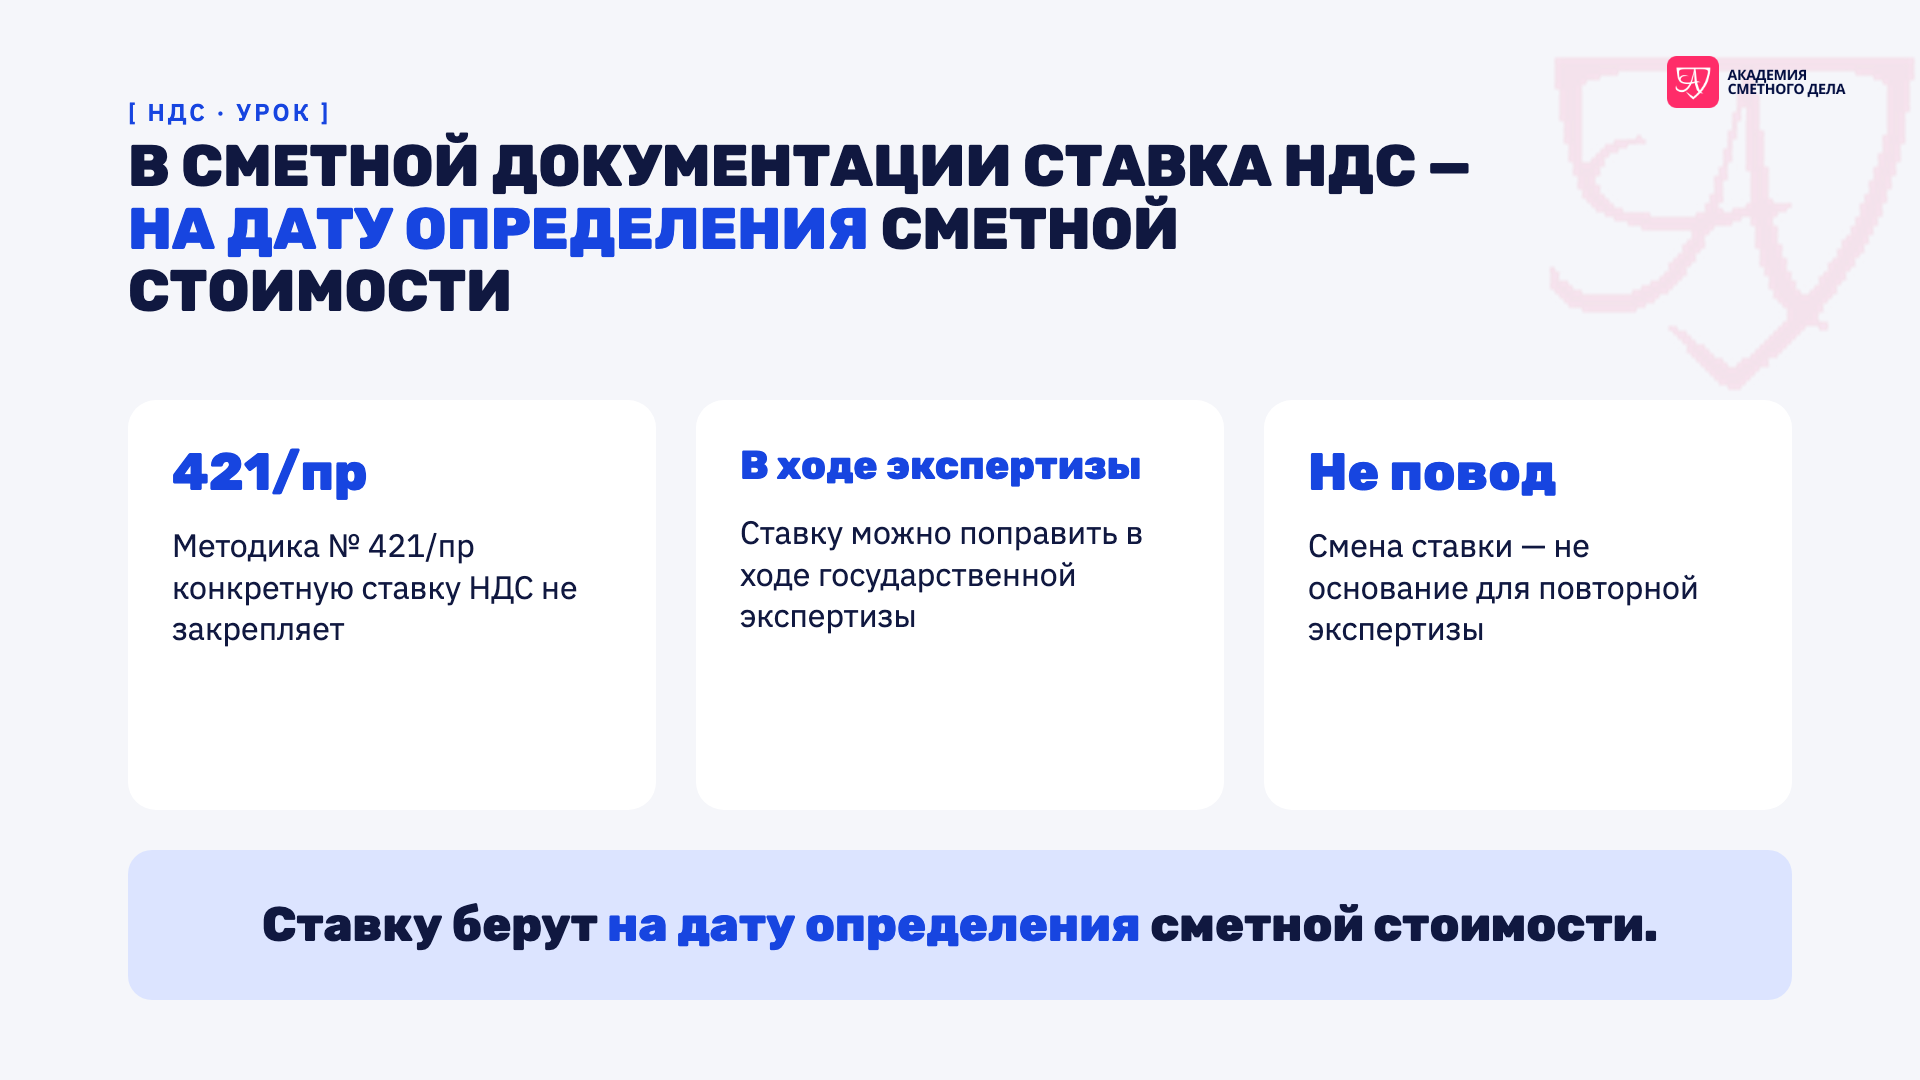 АКАДЕМИЯ
СМЕТНОГО ДЕЛА
[ НДС · УРОК ]
В СМЕТНОЙ ДОКУМЕНТАЦИИ СТАВКА НДС —
НА ДАТУ ОПРЕДЕЛЕНИЯ СМЕТНОЙ
СТОИМОСТИ
421/пр
Методика № 421/пр
конкретную ставку НДС не
закрепляет
В ходе экспертизы
Ставку можно поправить в
ходе государственной
экспертизы
Не повод
Смена ставки — не
основание для повторной
экспертизы
Ставку берут на дату определения сметной стоимости.